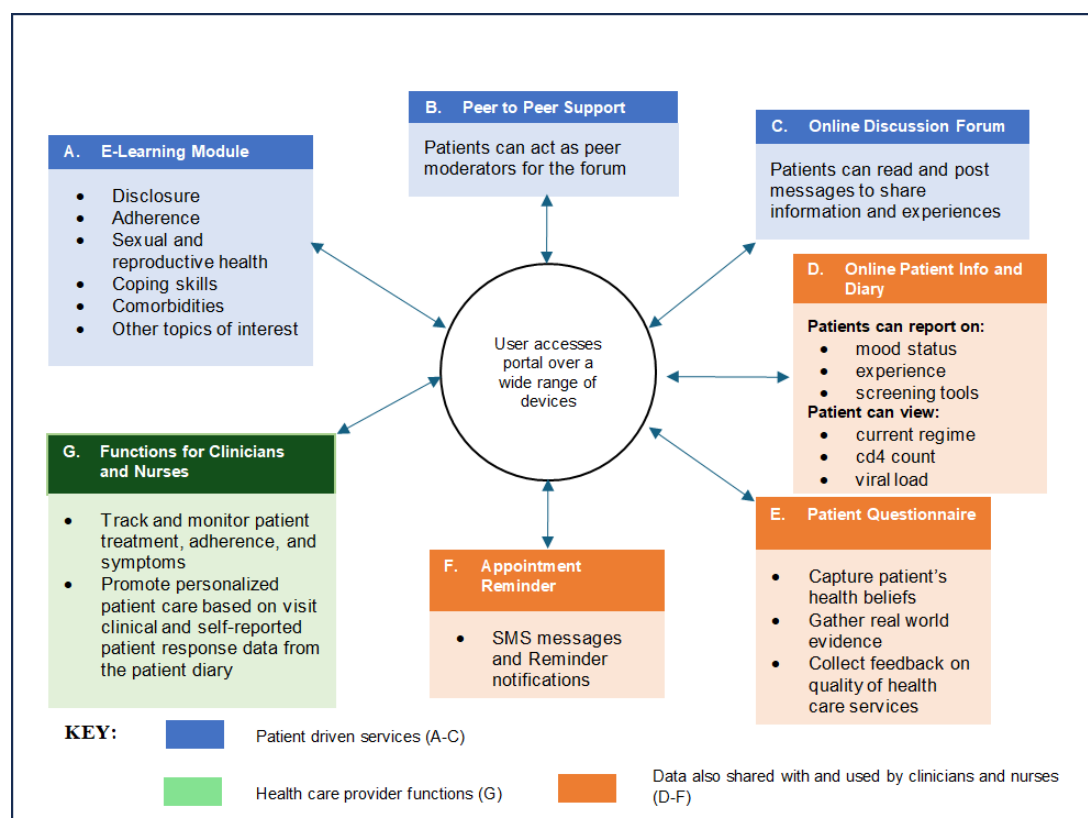 A. E-Learning Module
• Disclosure
• Adherence
• Sexual and
reproductive health
• Coping skills
• Comorbidities
• Other topics of interest
B. Peer to Peer Support
Patients can act as peer
moderators for the forum
C. Online Discussion Forum
Patients can read and post
messages to share
information and experiences
D. Online Patient Info and
Diary
Patients can report on:
• mood status
• experience
• screening tools
Patient can view:
• current regime
• cd4 count
• viral load
User accesses
portal over a
wide range of
devices
G. Functions for Clinicians
and Nurses
• Track and monitor patient
treatment, adherence, and
symptoms
• Promote personalized
patient care based on visit
clinical and self-reported
patient response data from
the patient diary
F. Appointment
Reminder
• SMS messages
and Reminder
notifications
E. Patient Questionnaire
• Capture patient's
health beliefs
• Gather real world
evidence
• Collect feedback on
quality of health
care services
KEY:
Patient driven services (A-C)
Health care provider functions (G)
Data also shared with and used by clinicians and nurses
(D-F)